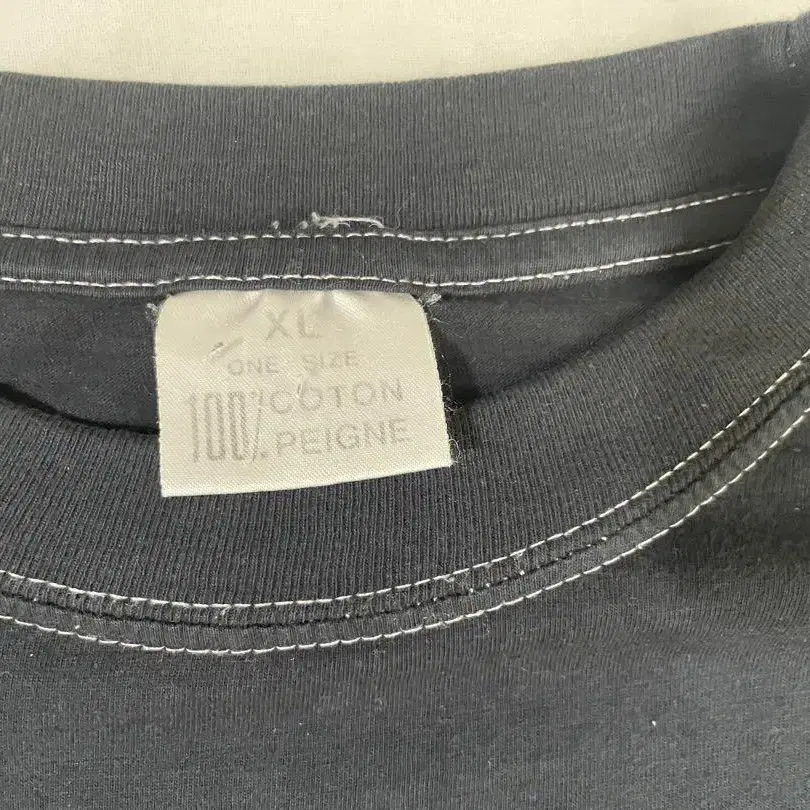 XL
ONE SIZE
100% COTON
PEIGNE